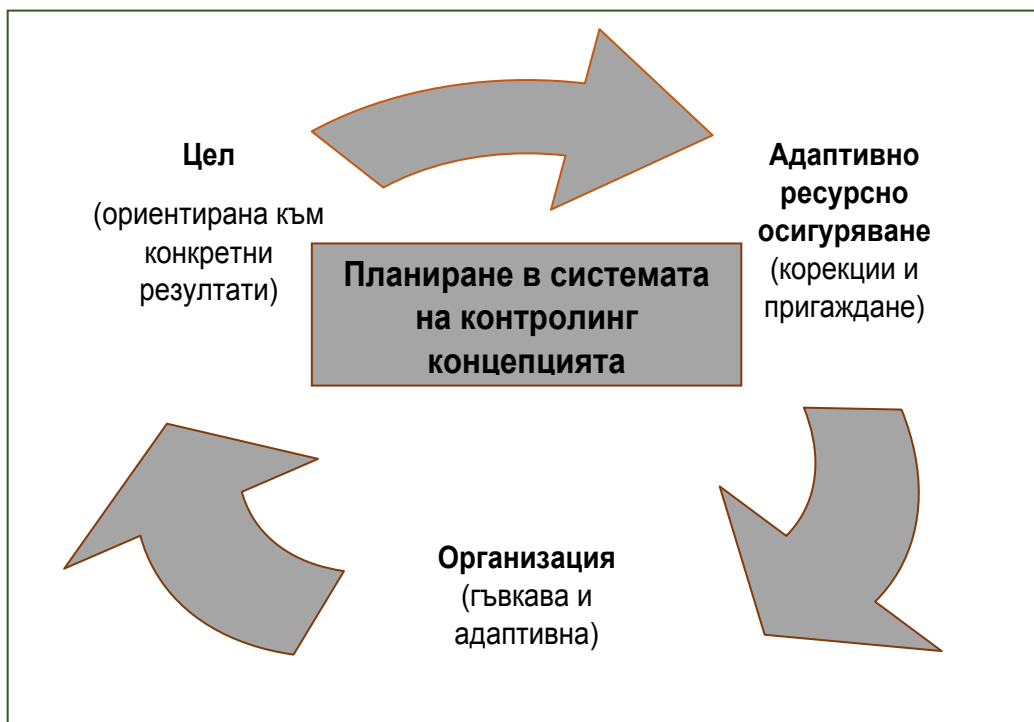 Цел
(ориентирана към
конкретни
резултати)
Адаптивно
ресурсно
осигуряване
(корекции и
пригаждане)
Планиране в системата
на контролинг
концепцията
Организация
(гъвкава и
адаптивна)